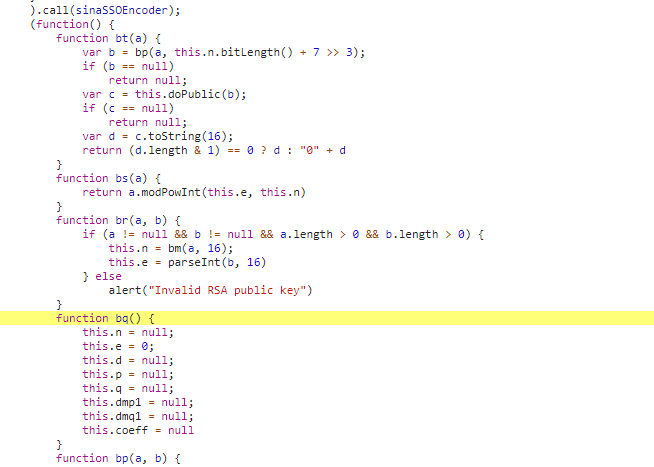 ).call(sinaSSOEncoder);
(function() {
function bt(a) {
var b = bp(a, this.n.bitLength() + 7 >> 3);
if (b == null)
return null;
var c = this.doPublic(b);
if (c == null)
return null;
var d = c.toString(16);
return (d.length & 1) == 0 ? d : "0" + d
}
function bs(a) {
return a.modPowInt(this.e, this.n)
}
function br(a, b) {
if (a != null && b != null && a.length > 0 && b.length > 0) {
this.n = bm(a, 16);
this.e = parseInt(b, 16)
} else
alert("Invalid RSA public key")
}
function bq() {
this.n = null;
this.e = 0;
this.d = null;
this.p = null;
this.q = null;
this.dmp1 = null;
this.dmq1 = null;
this.coeff = null
}
function bp(a, b) {